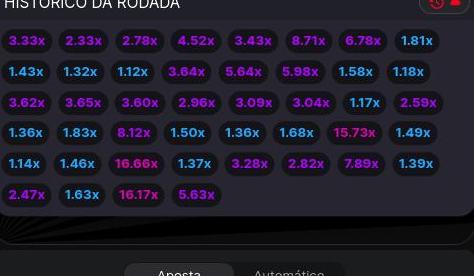 HISTÓRICO DA RODADA
3.33x 2.33x 2.78x 4.52x 3.43x 8.71x 6.78x 1.81x
1.43x 1.32x 1.12x 3.64x 5.64x 5.98x 1.58x 1.18x
3.62x 3.65x 3.60x 2.96x 3.09x 3.04x 1.17x 2.59x
1.36x 1.83x 8.12x 1.50x 1.36x 1.68x 15.73x 1.49x
1.14x 1.46x 16.66x 1.37x 3.28x 2.82x 7.89x 1.39x
2.47x 1.63x 16.17x 5.63x
Aposta Automático